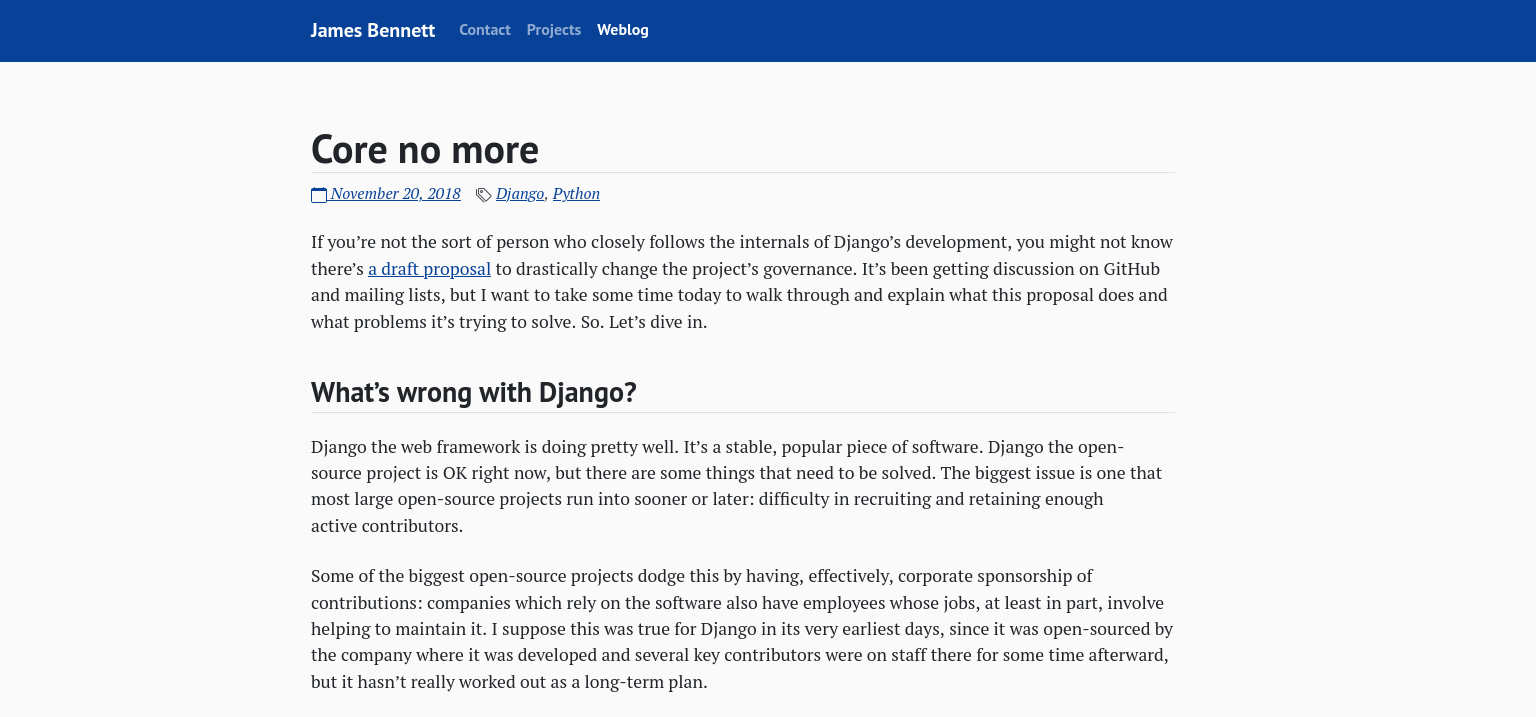 James Bennett Contact Projects Weblog
Core no more
November 20, 2018 Django, Python
If you’re not the sort of person who closely follows the internals of Django’s development, you might not know
there’s a draft proposal to drastically change the project’s governance. It’s been getting discussion on GitHub
and mailing lists, but I want to take some time today to walk through and explain what this proposal does and
what problems it’s trying to solve. So. Let’s dive in.
What’s wrong with Django?
Django the web framework is doing pretty well. It’s a stable, popular piece of software. Django the open-
source project is OK right now, but there are some things that need to be solved. The biggest issue is one that
most large open-source projects run into sooner or later: difficulty in recruiting and retaining enough
active contributors.
Some of the biggest open-source projects dodge this by having, effectively, corporate sponsorship of
contributions: companies which rely on the software also have employees whose jobs, at least in part, involve
helping to maintain it. I suppose this was true for Django in its very earliest days, since it was open-sourced by
the company where it was developed and several key contributors were on staff there for some time afterward,
but it hasn’t really worked out as a long-term plan.